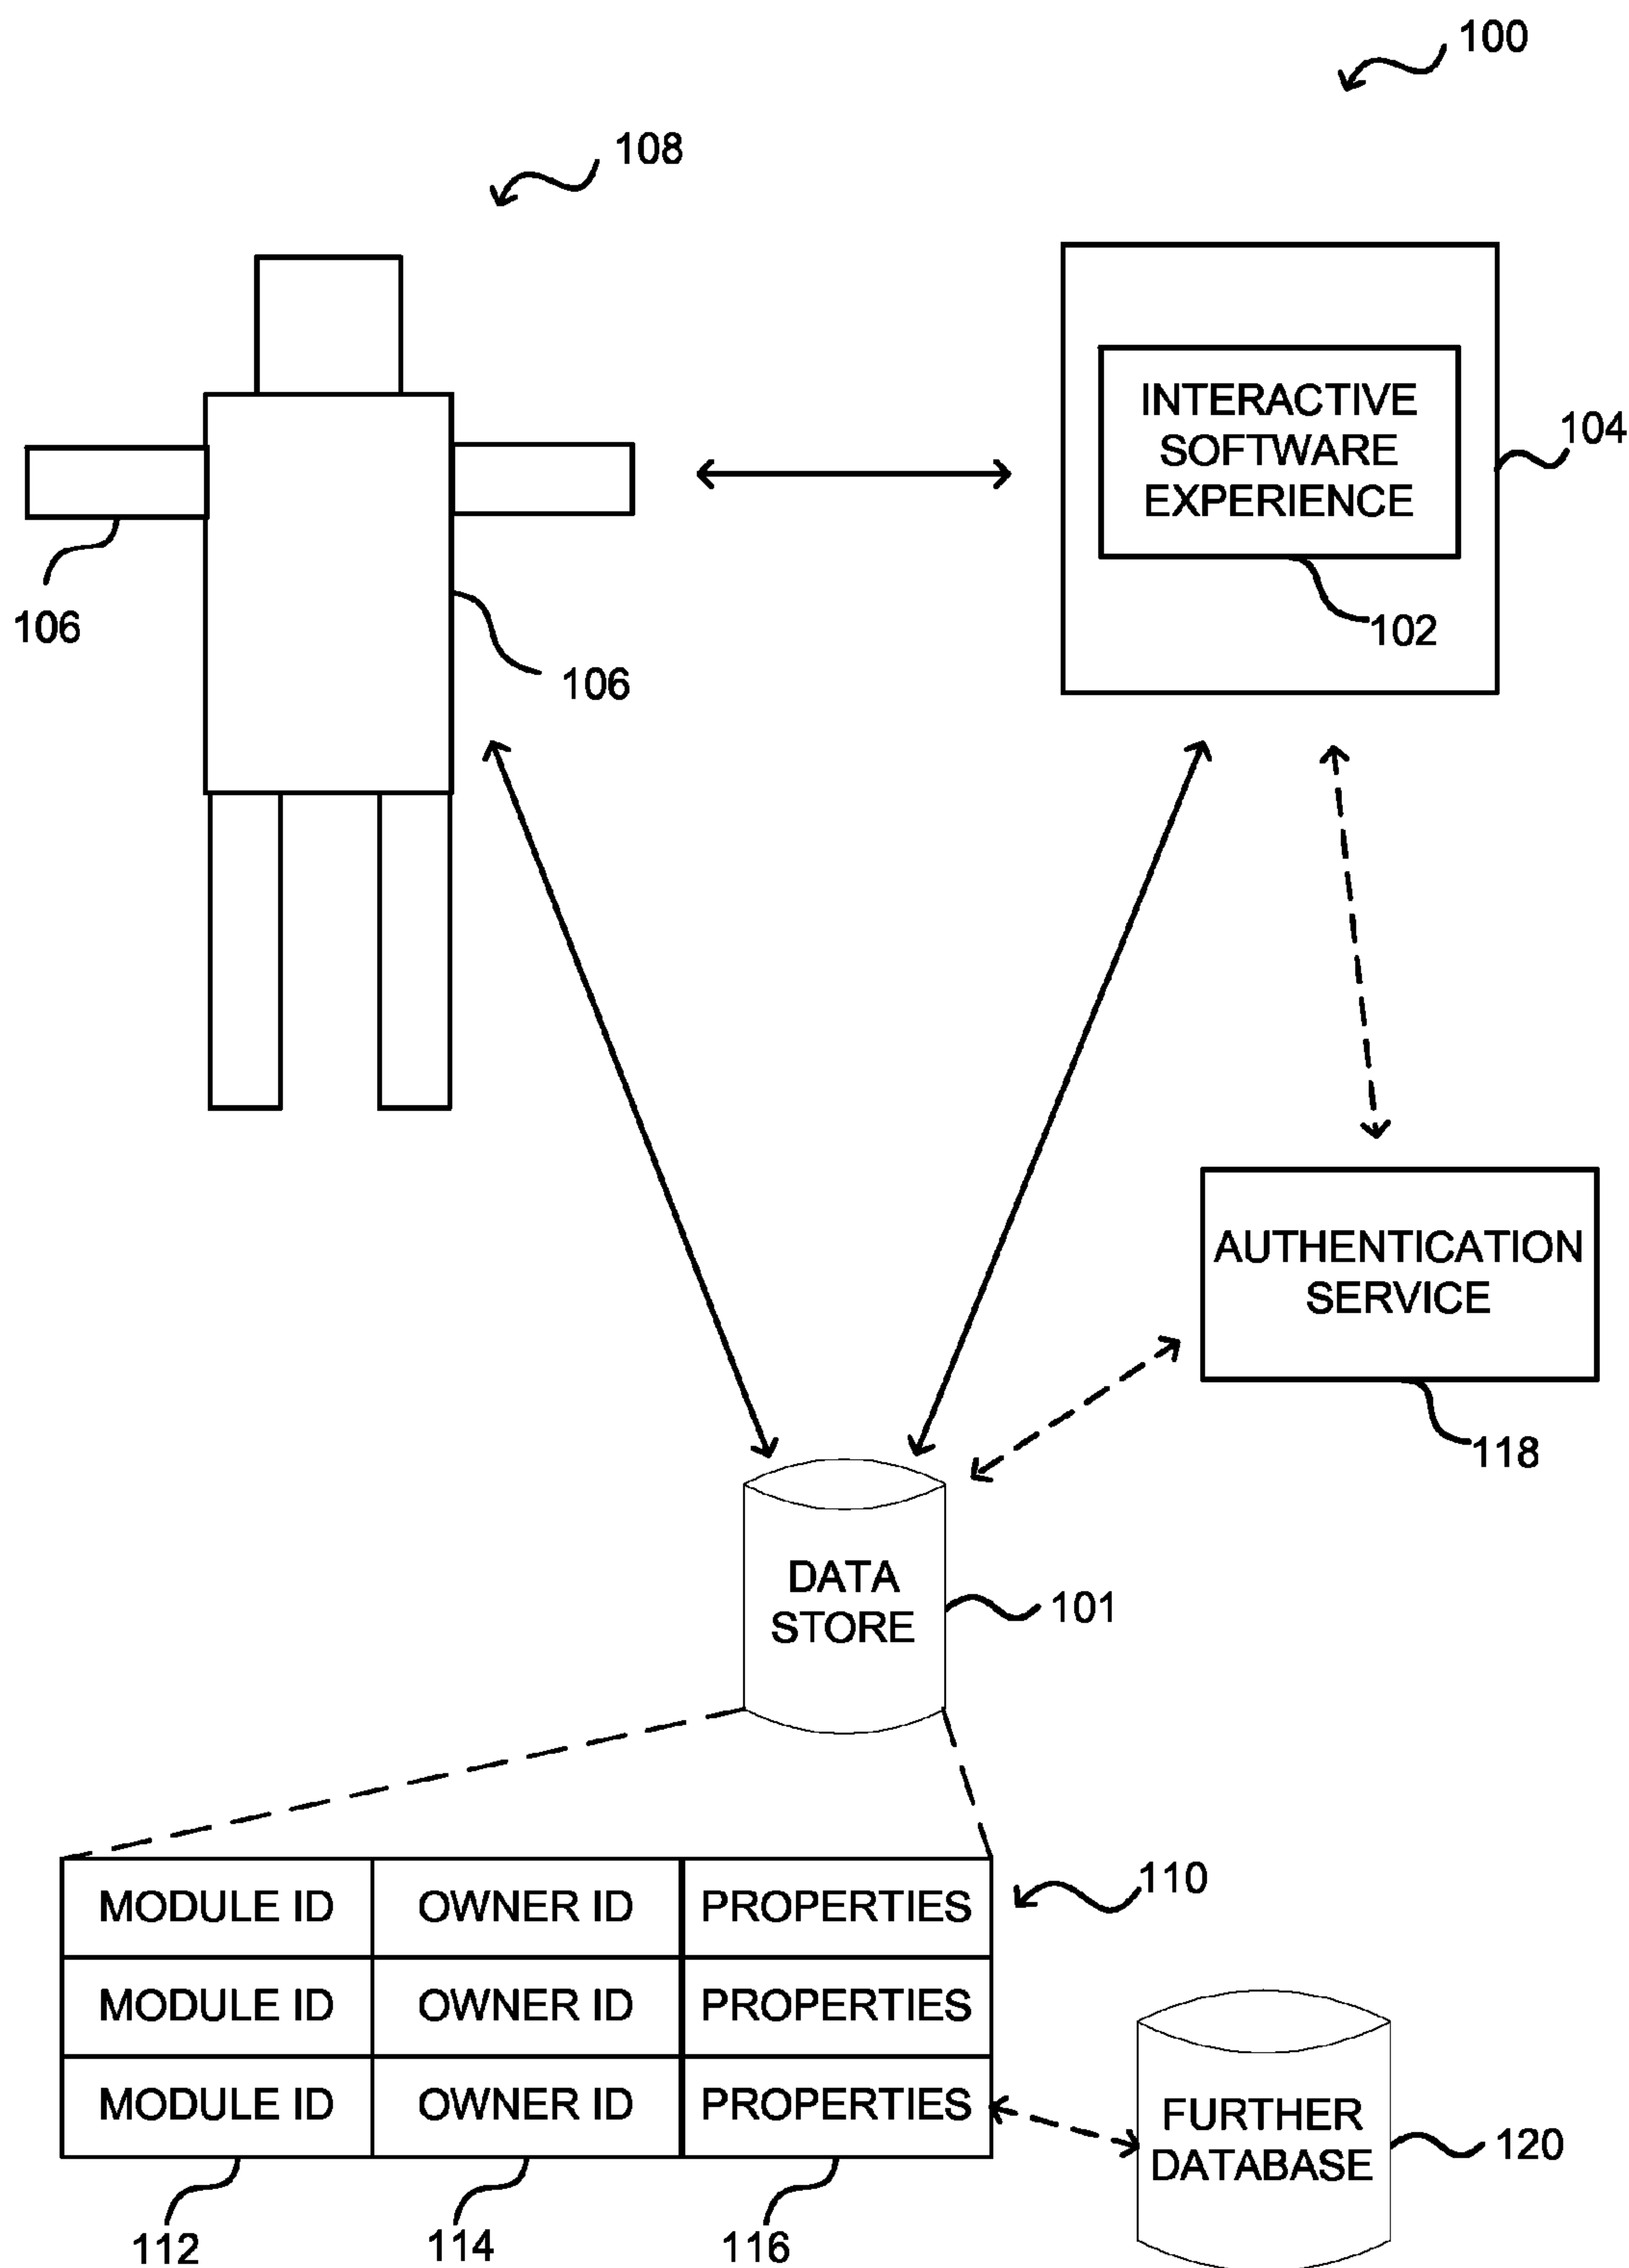 100
108
INTERACTIVE
SOFTWARE
EXPERIENCE
104
106
102
106
AUTHENTICATION
SERVICE
118
DATA
STORE
101
MODULE ID OWNER ID PROPERTIES
110
MODULE ID OWNER ID PROPERTIES
MODULE ID OWNER ID PROPERTIES
FURTHER
DATABASE
120
112 114 116